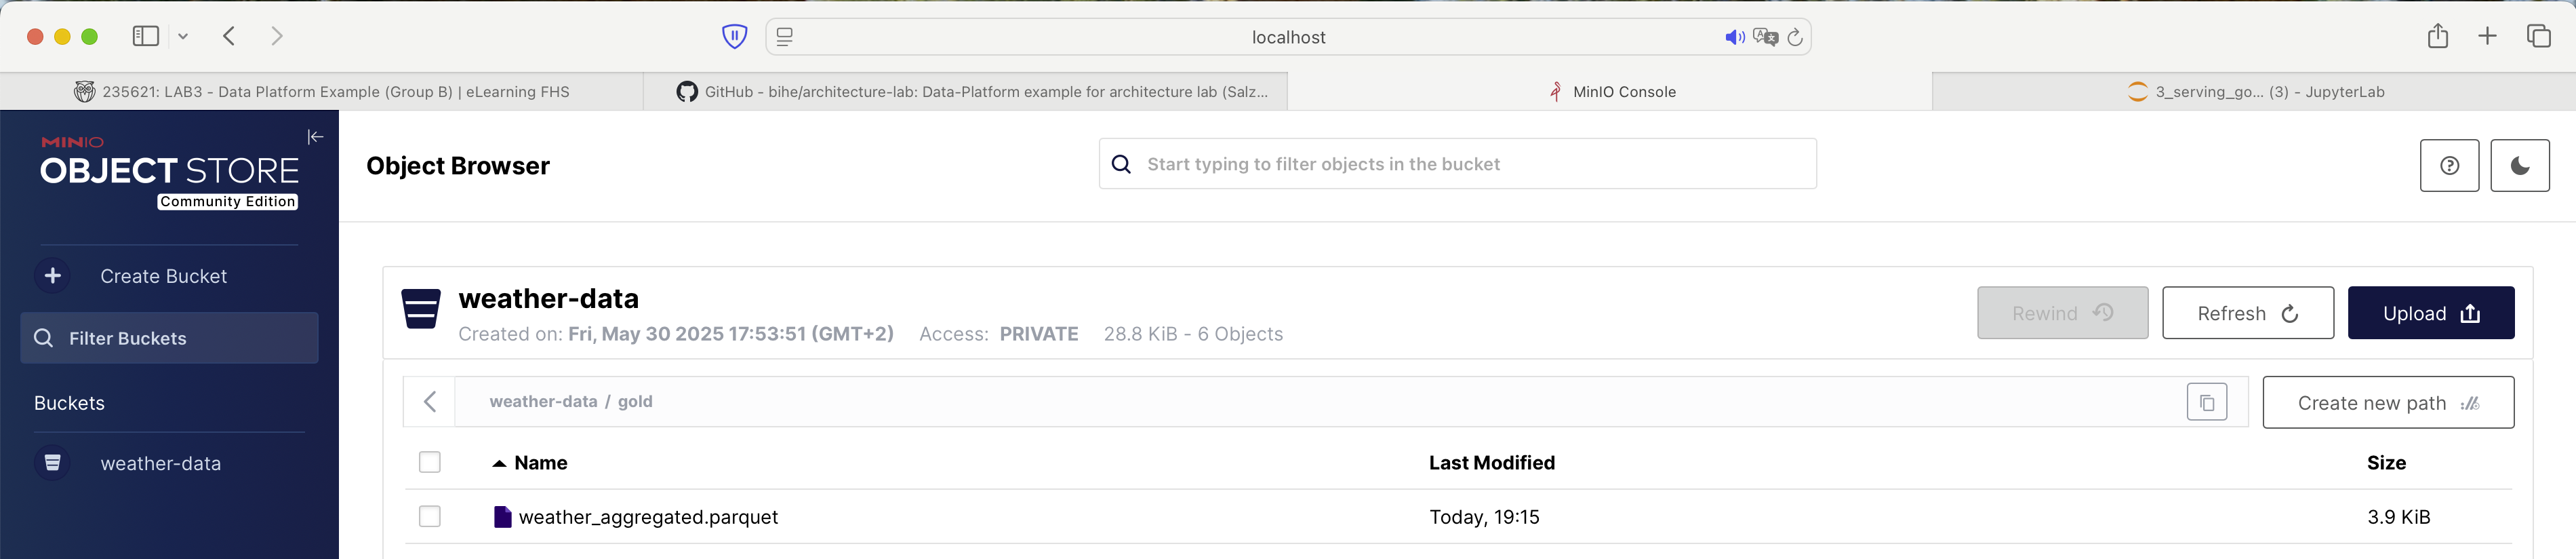 localhost
235621: LAB3 - Data Platform Example (Group B) | eLearning FHS
GitHub - bihe/architecture-lab: Data-Platform example for architecture lab (Salz...
MinIO Console
3_serving_go... (3) - JupyterLab
MINIO
OBJECT STORE
Community Edition
Create Bucket
Filter Buckets
Buckets
weather-data
Object Browser
Start typing to filter objects in the bucket
weather-data
Created on: Fri, May 30 2025 17:53:51 (GMT+2) Access: PRIVATE 28.8 KiB - 6 Objects
Rewind
Refresh
Upload
weather-data / gold
Create new path
Name Last Modified Size
weather_aggregated.parquet Today, 19:15 3.9 KiB